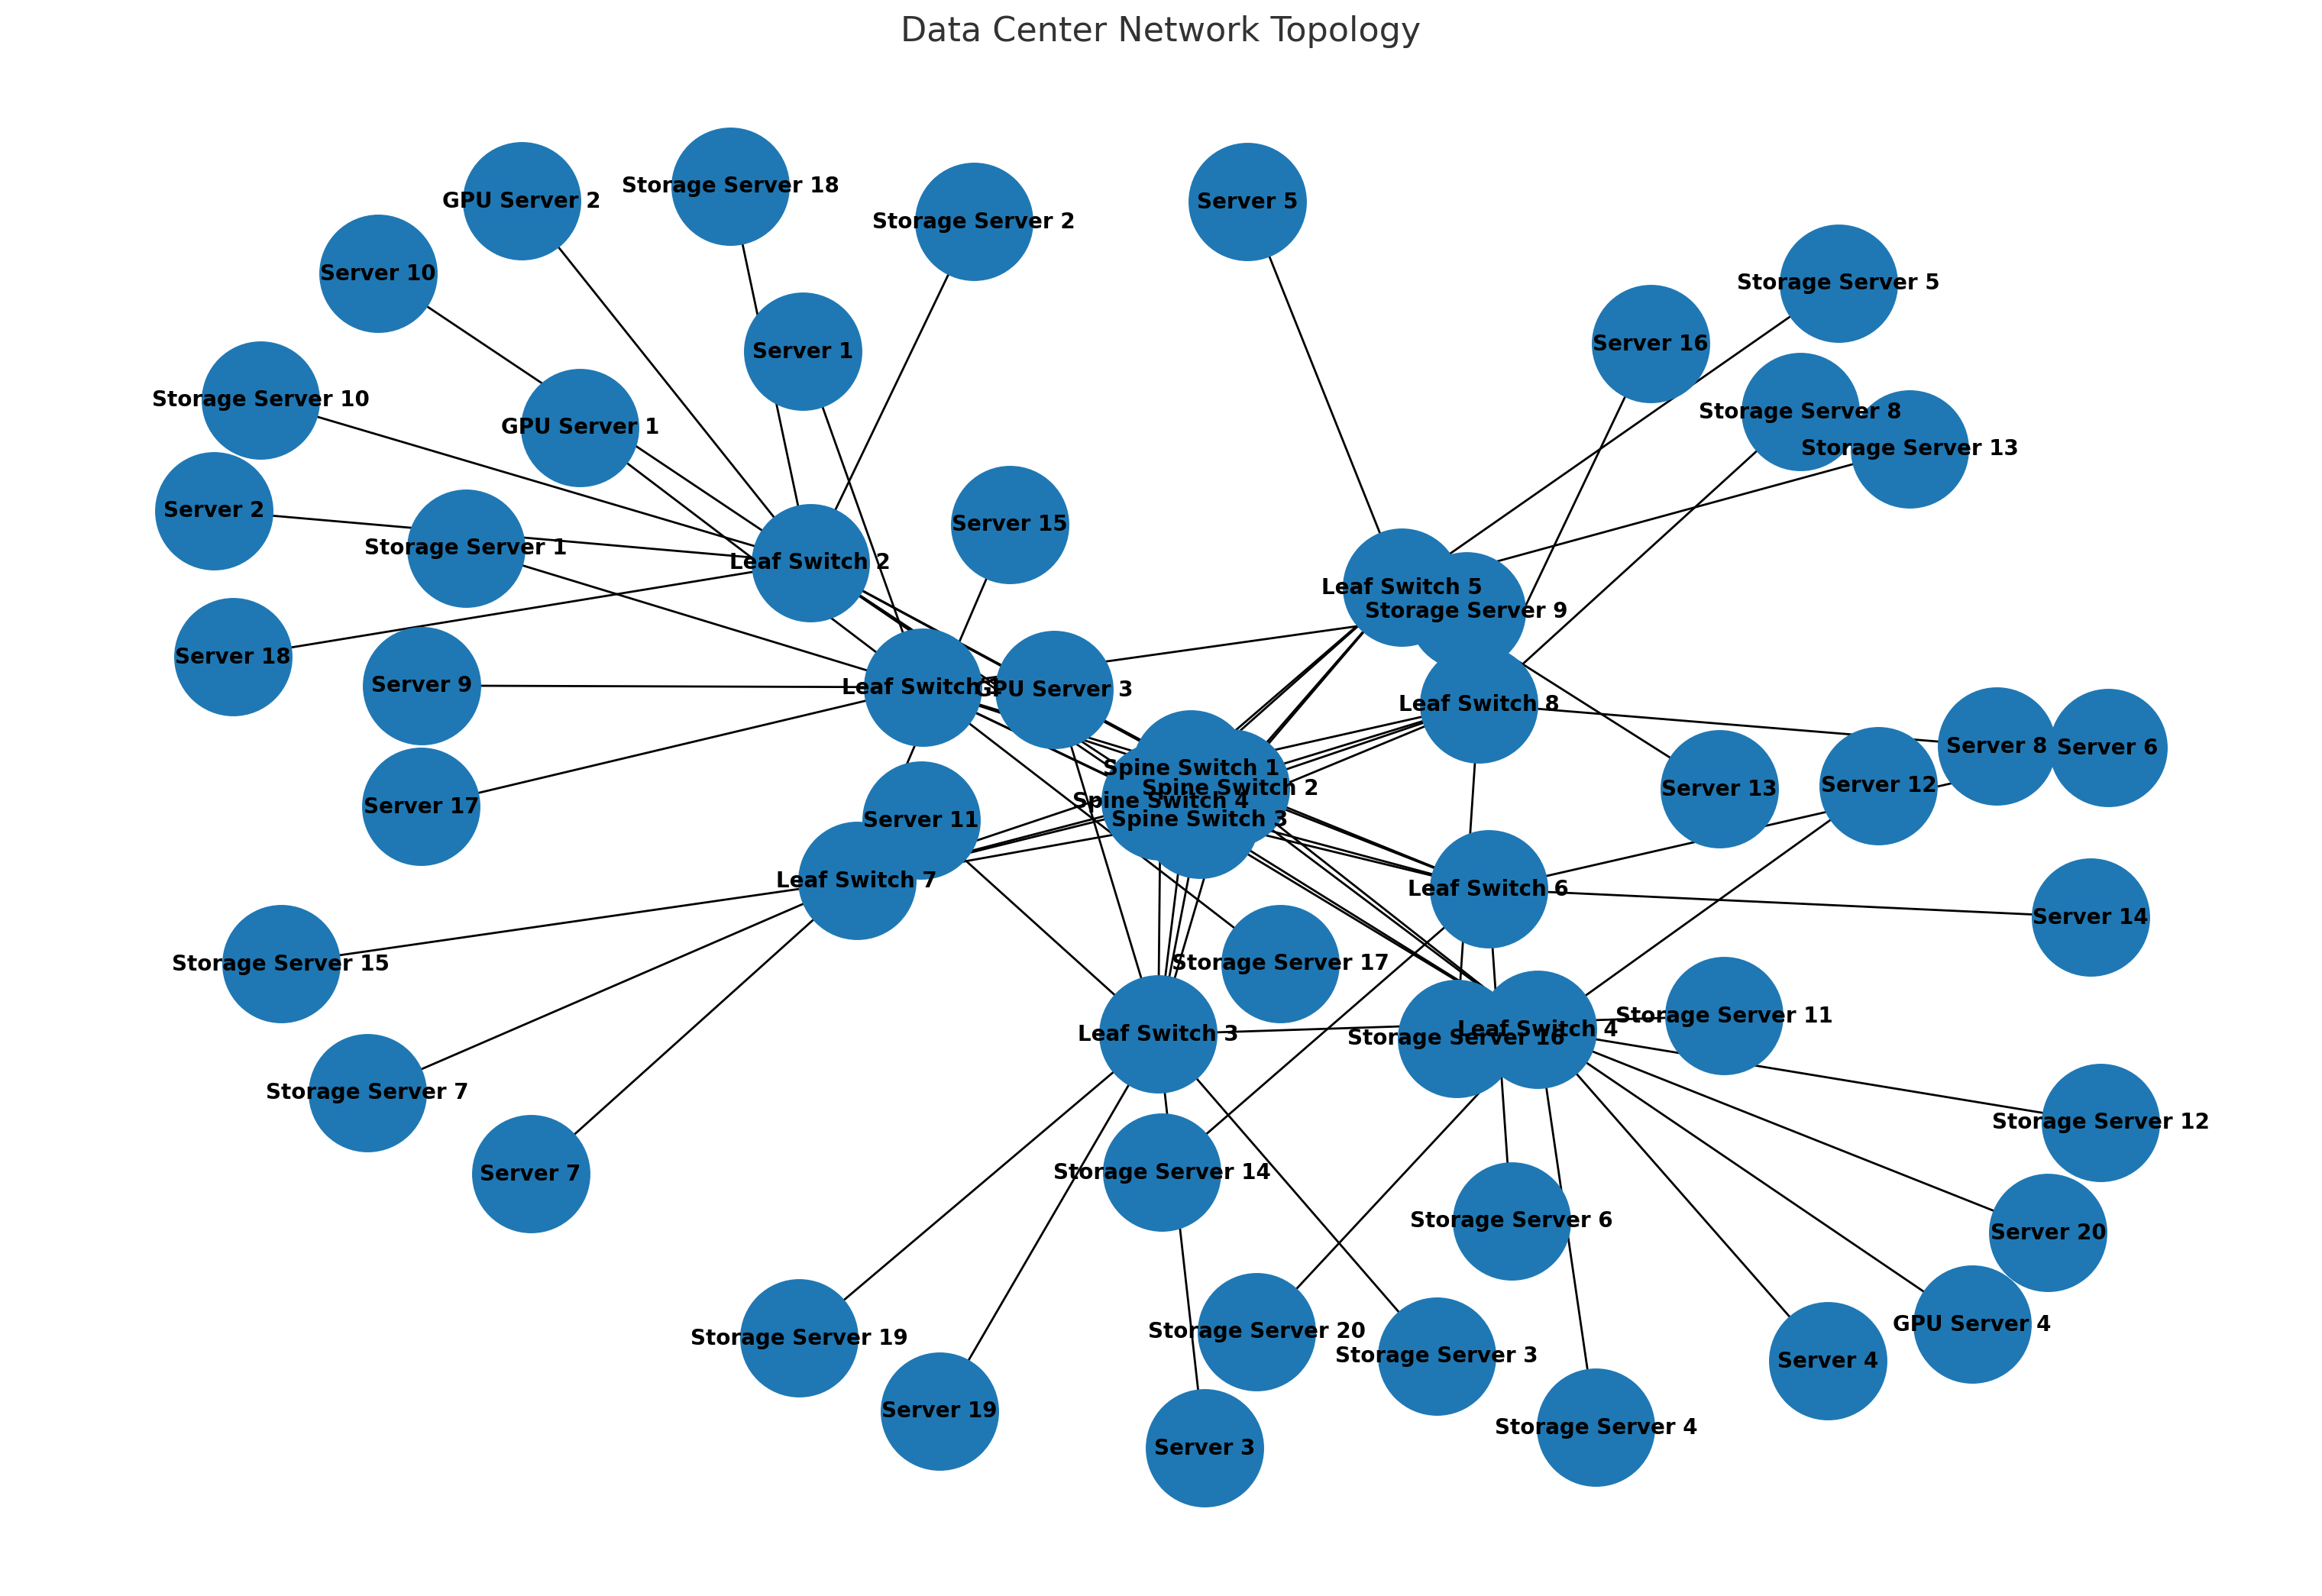 Data Center Network Topology
Storage Server 18
GPU Server 2
Server 5
Storage Server 2
Server 10
Storage Server 5
Server 16
Server 1
Storage Server 10
Storage Server 8
GPU Server 1
Storage Server 13
Server 2
Server 15
Storage Server 1
Leaf Switch 2
Leaf Switch 5
Storage Server 9
Server 18
Server 9
Leaf Switch
GPU Server 3
Leaf Switch 8
Server 8
Server 6
Spine Switch 1
Server 12
Spine Switch 2
Server 13
Spine Switch 4
Server 17
Spine Switch 3
Server 11
Leaf Switch 7
Leaf Switch 6
Server 14
Storage Server 15
Storage Server 17
Storage Server 11
Leaf Switch 4
Leaf Switch 3
Storage Server 16
Storage Server 7
Storage Server 12
Server 7
Storage Server 14
Storage Server 6
Server 20
GPU Server 4
Storage Server 20
Storage Server 19
Storage Server 3
Server 4
Server 19
Storage Server 4
Server 3